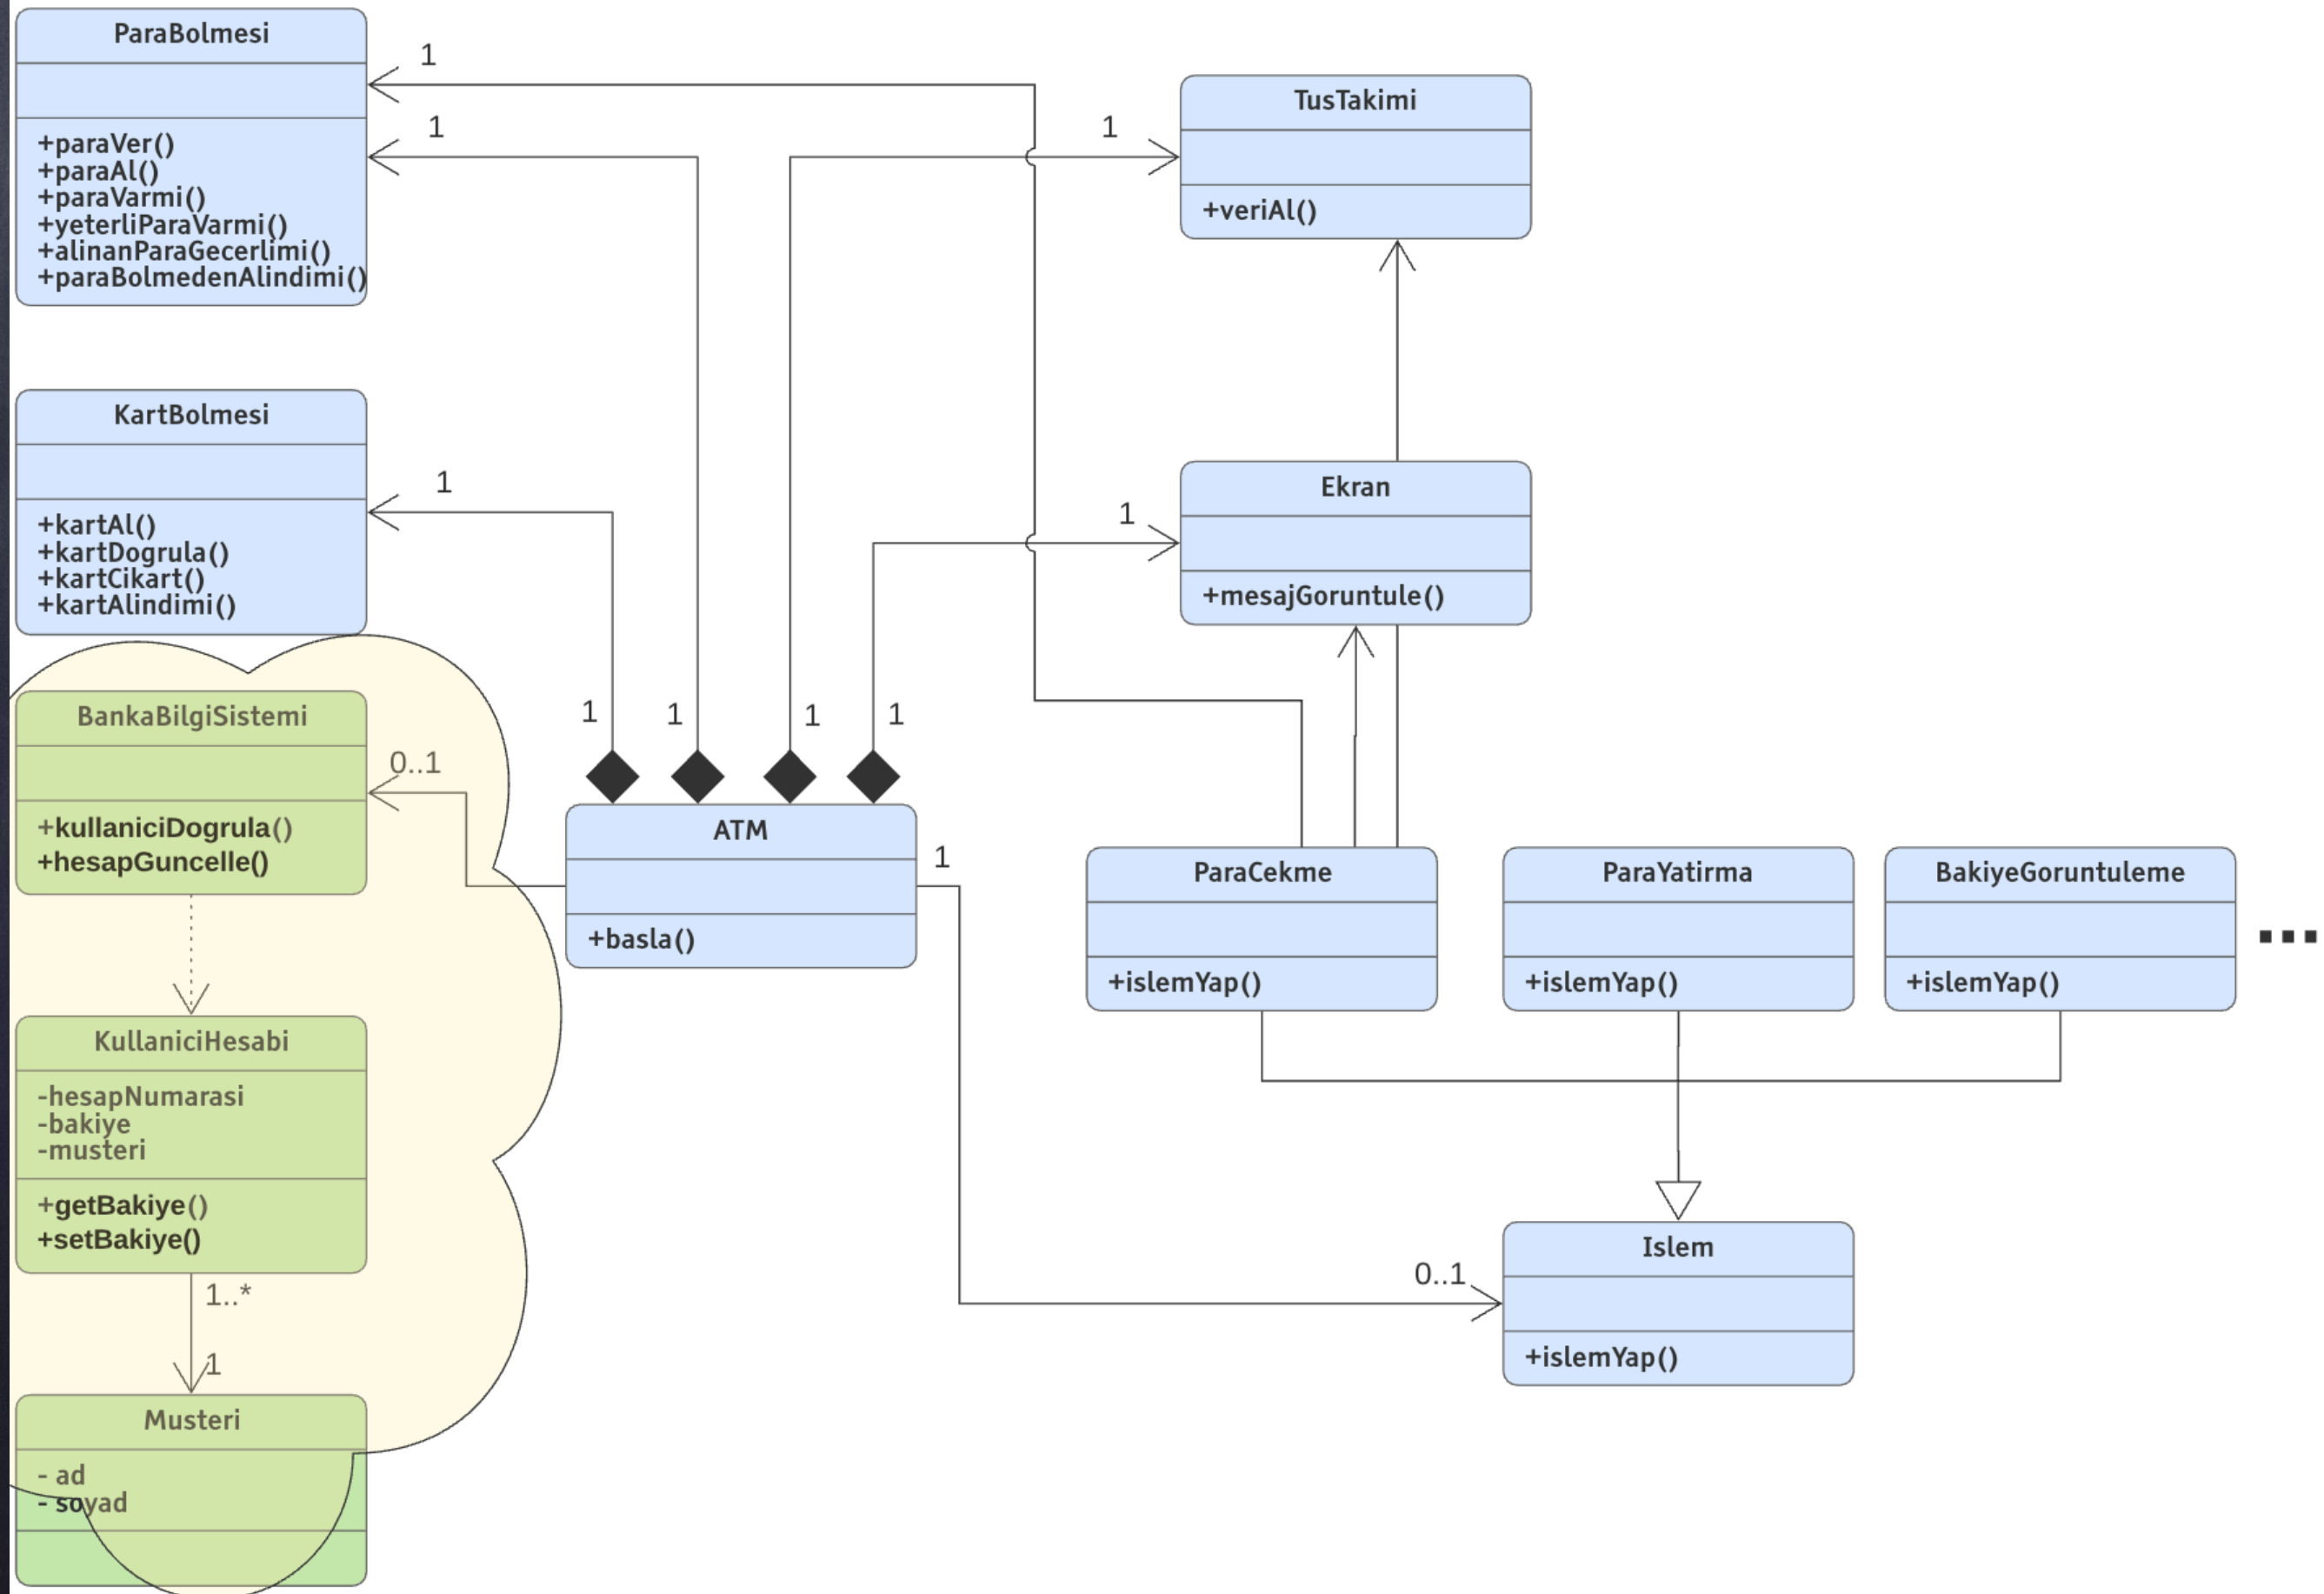 ParaBolmesi
+paraVer()
+paraAl()
+paraVarmi()
+yeterliParaVarmi()
+alinanParaGecerlimi()
+paraBolmedenAlindimi()
1
1
1
TusTakimi
+veriAl()
KartBolmesi
+kartAl()
+kartDogrula()
+kartCikart()
+kartAlindimi()
1
1
Ekran
+mesajGoruntule()
BankaBilgiSistemi
+kullaniciDogrula()
+hesapGuncelle()
0..1
1
1
1
1
ATM
+basla()
1
ParaCekme
+islemYap()
ParaYatirma
+islemYap()
BakiyeGoruntuleme
+islemYap()
...
KullaniciHesabi
-hesapNumarasi
-bakiye
-musteri
+getBakiye()
+setBakiye()
1..*
1
0..1
Islem
+islemYap()
Musteri
- ad
- soyad